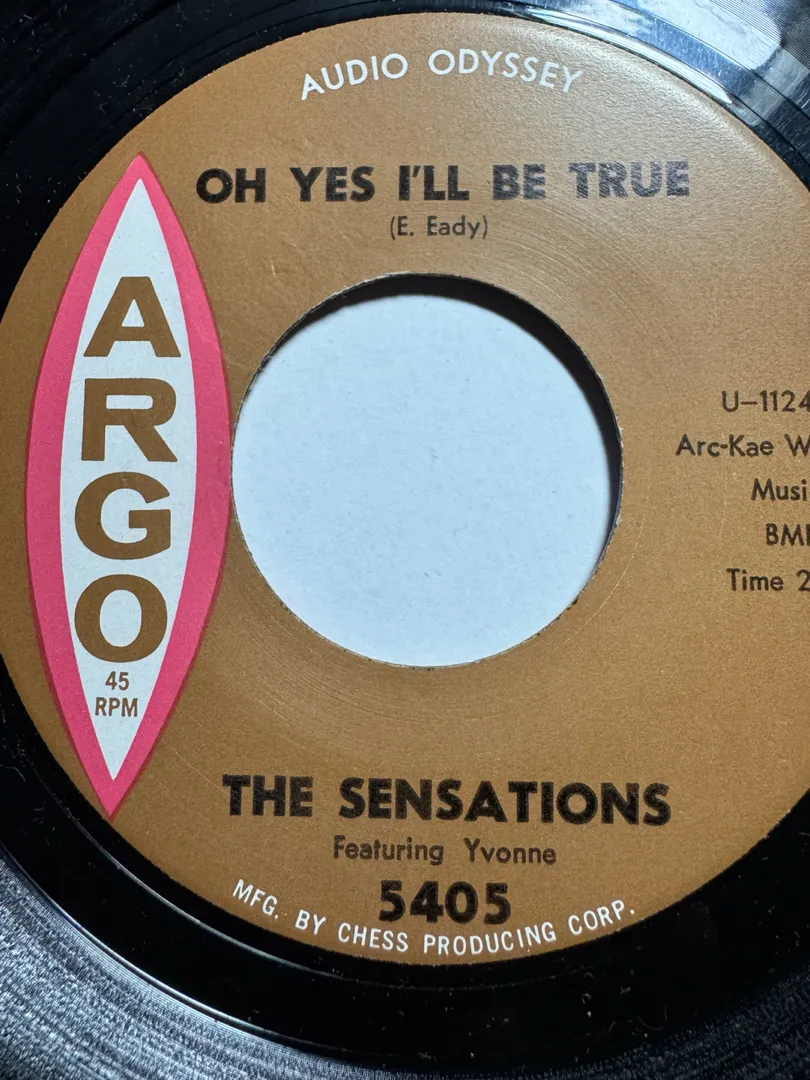 AUDIO ODYSSEY
OH YES I'LL BE TRUE
(E. Eady)
ARGO
45
RPM
U-1124
Arc-Kae
BMI
Time 2
THE SENSATIONS
Featuring Yvonne
5405
MFG. BY CHESS PRODUCING CORP.